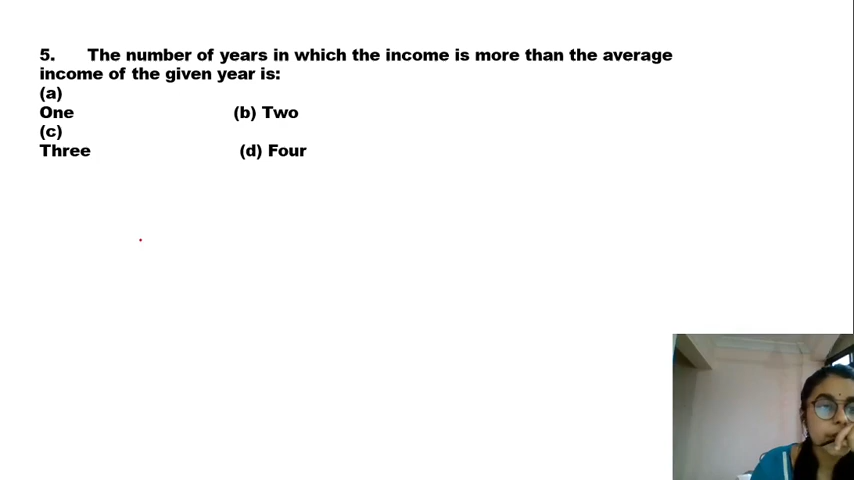 5. The number of years in which the income is more than the average
income of the given year is:
(a)
One (b) Two
(c)
Three (d) Four